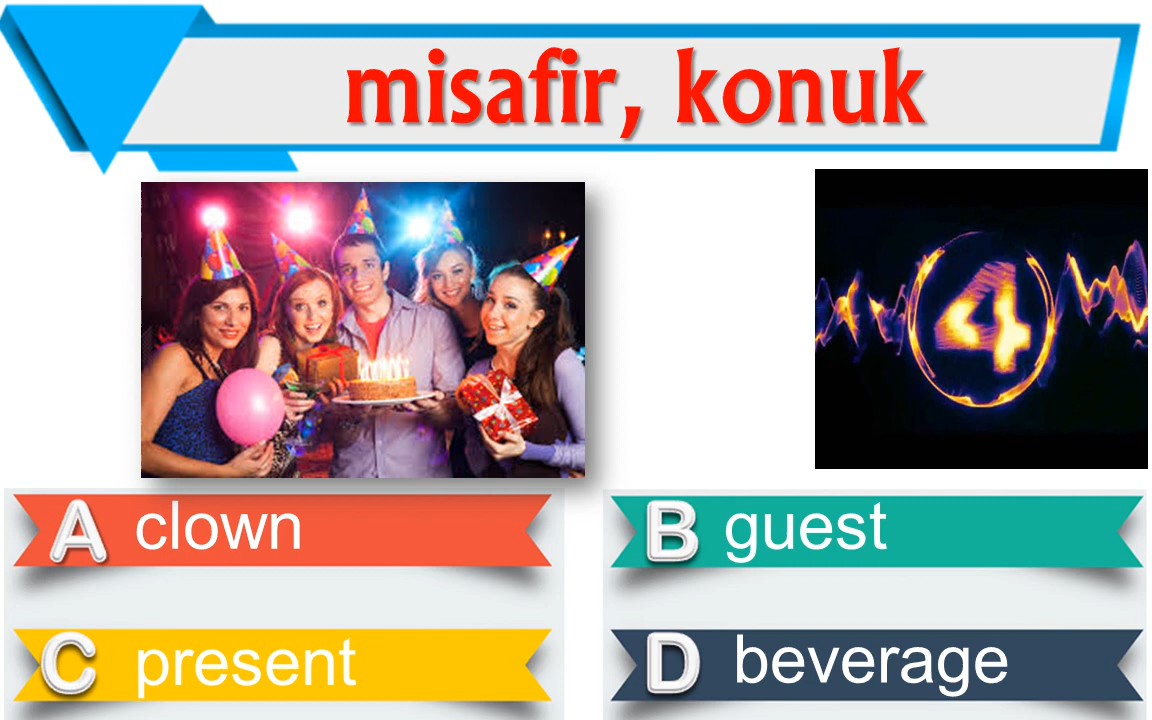 misafir, konuk
4
A clown
B guest
C present
D beverage